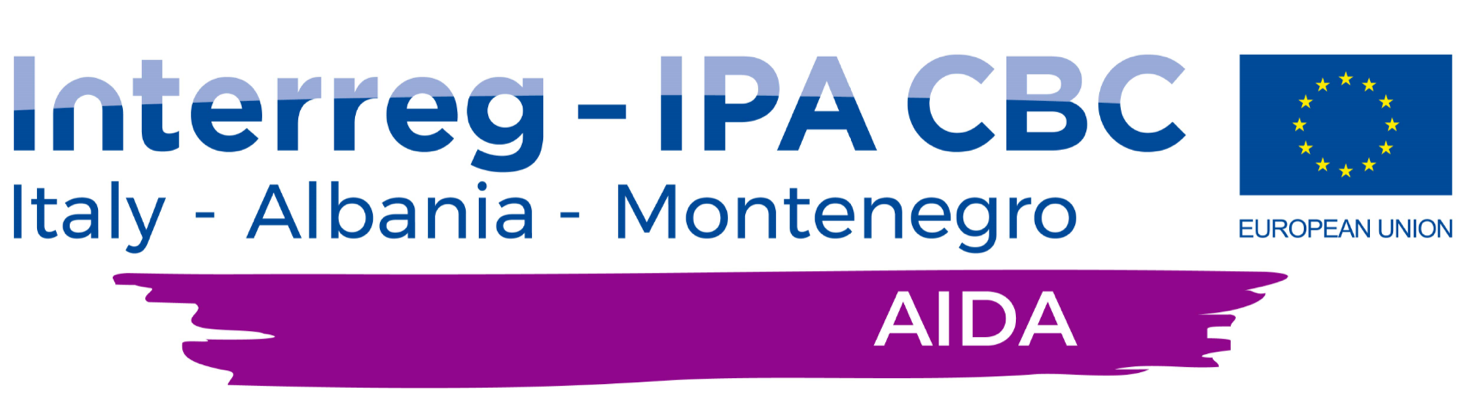 Interreg - IPA CBC
Italy - Albania - Montenegro
EUROPEAN UNION
AIDA